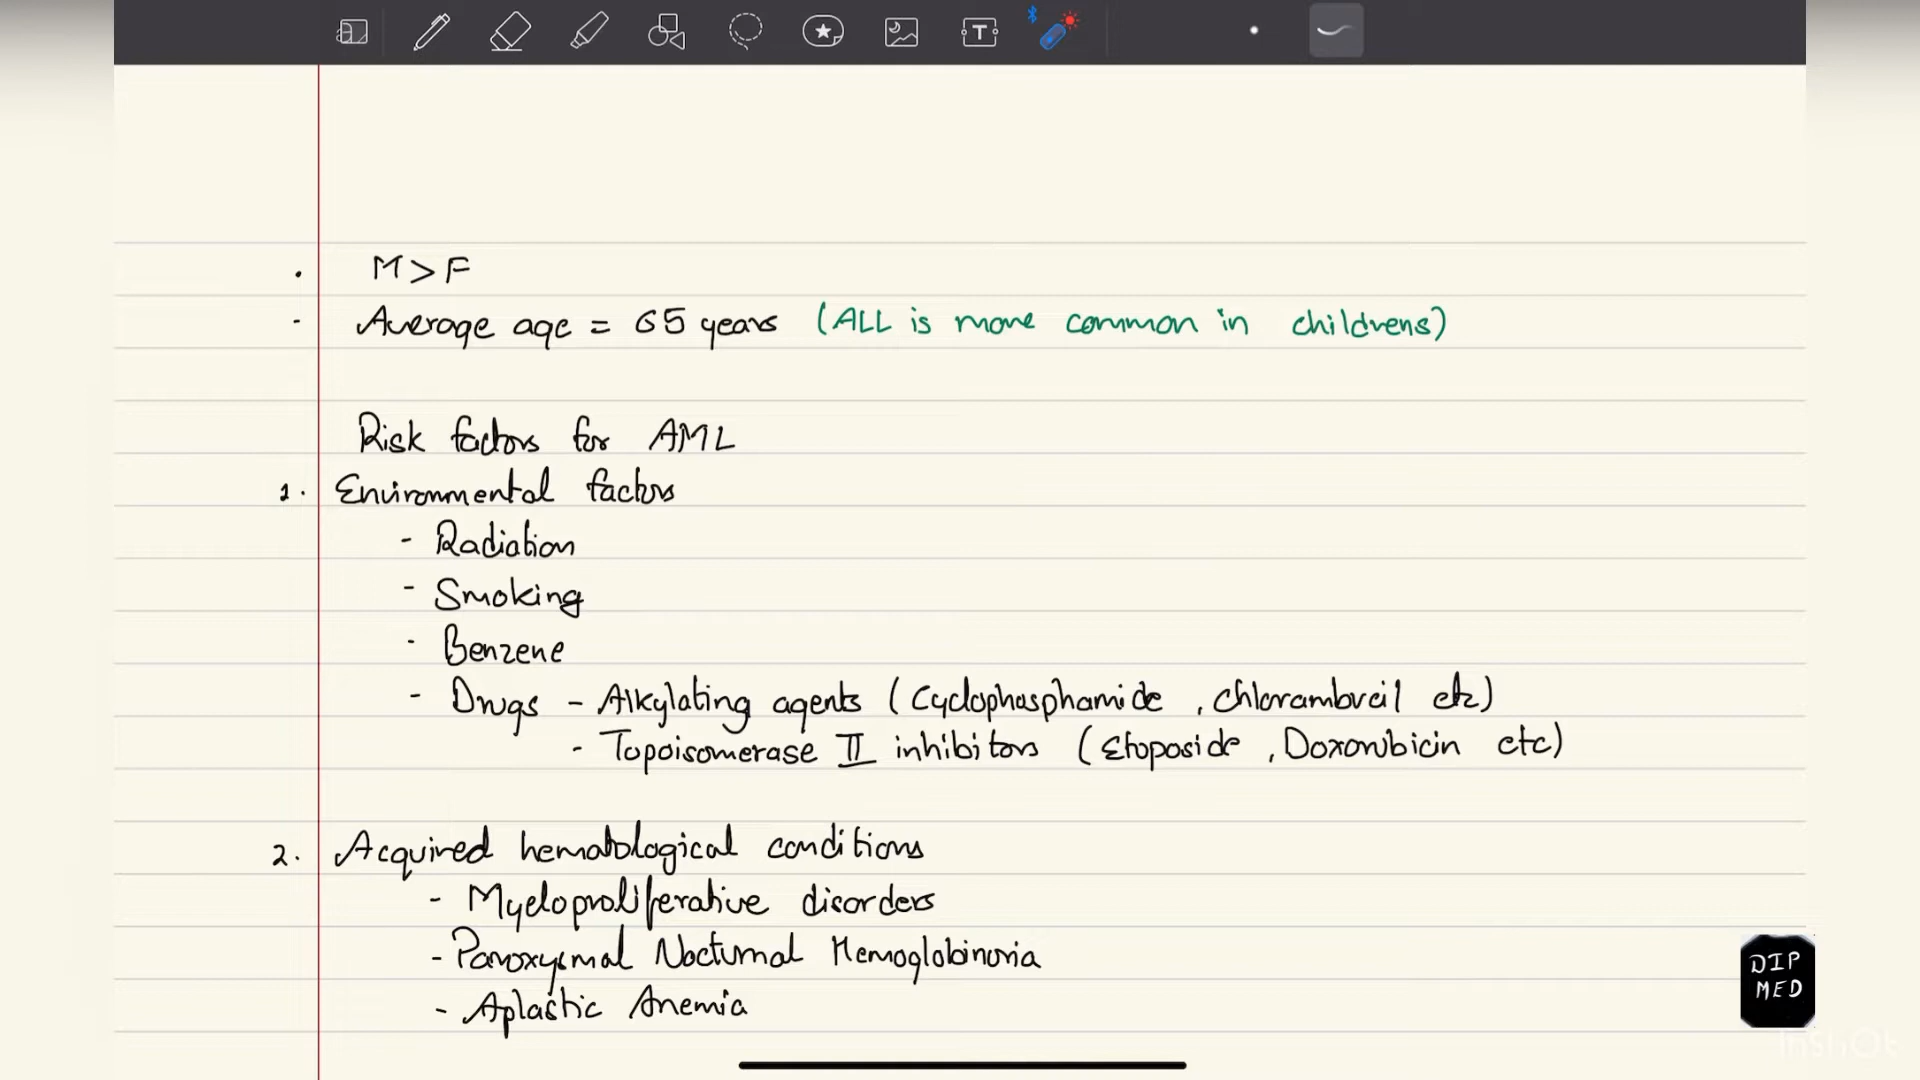 • M > F
- Average age = 65 years (ALL is more common in childrens)
Risk factors for AML
1. Environmental factors
- Radiation
- Smoking
- Benzene
- Drugs - Alkylating agents (Cyclophosphamide, Chlorambucil etc)
- Topoisomerase II inhibitors (Etoposide, Doxorubicin etc)
2. Acquired hematological conditions
- Myeloproliferative disorders
- Paroxysmal Nocturnal Hemoglobinuria
- Aplastic Anemia
DIP
MED
InShot